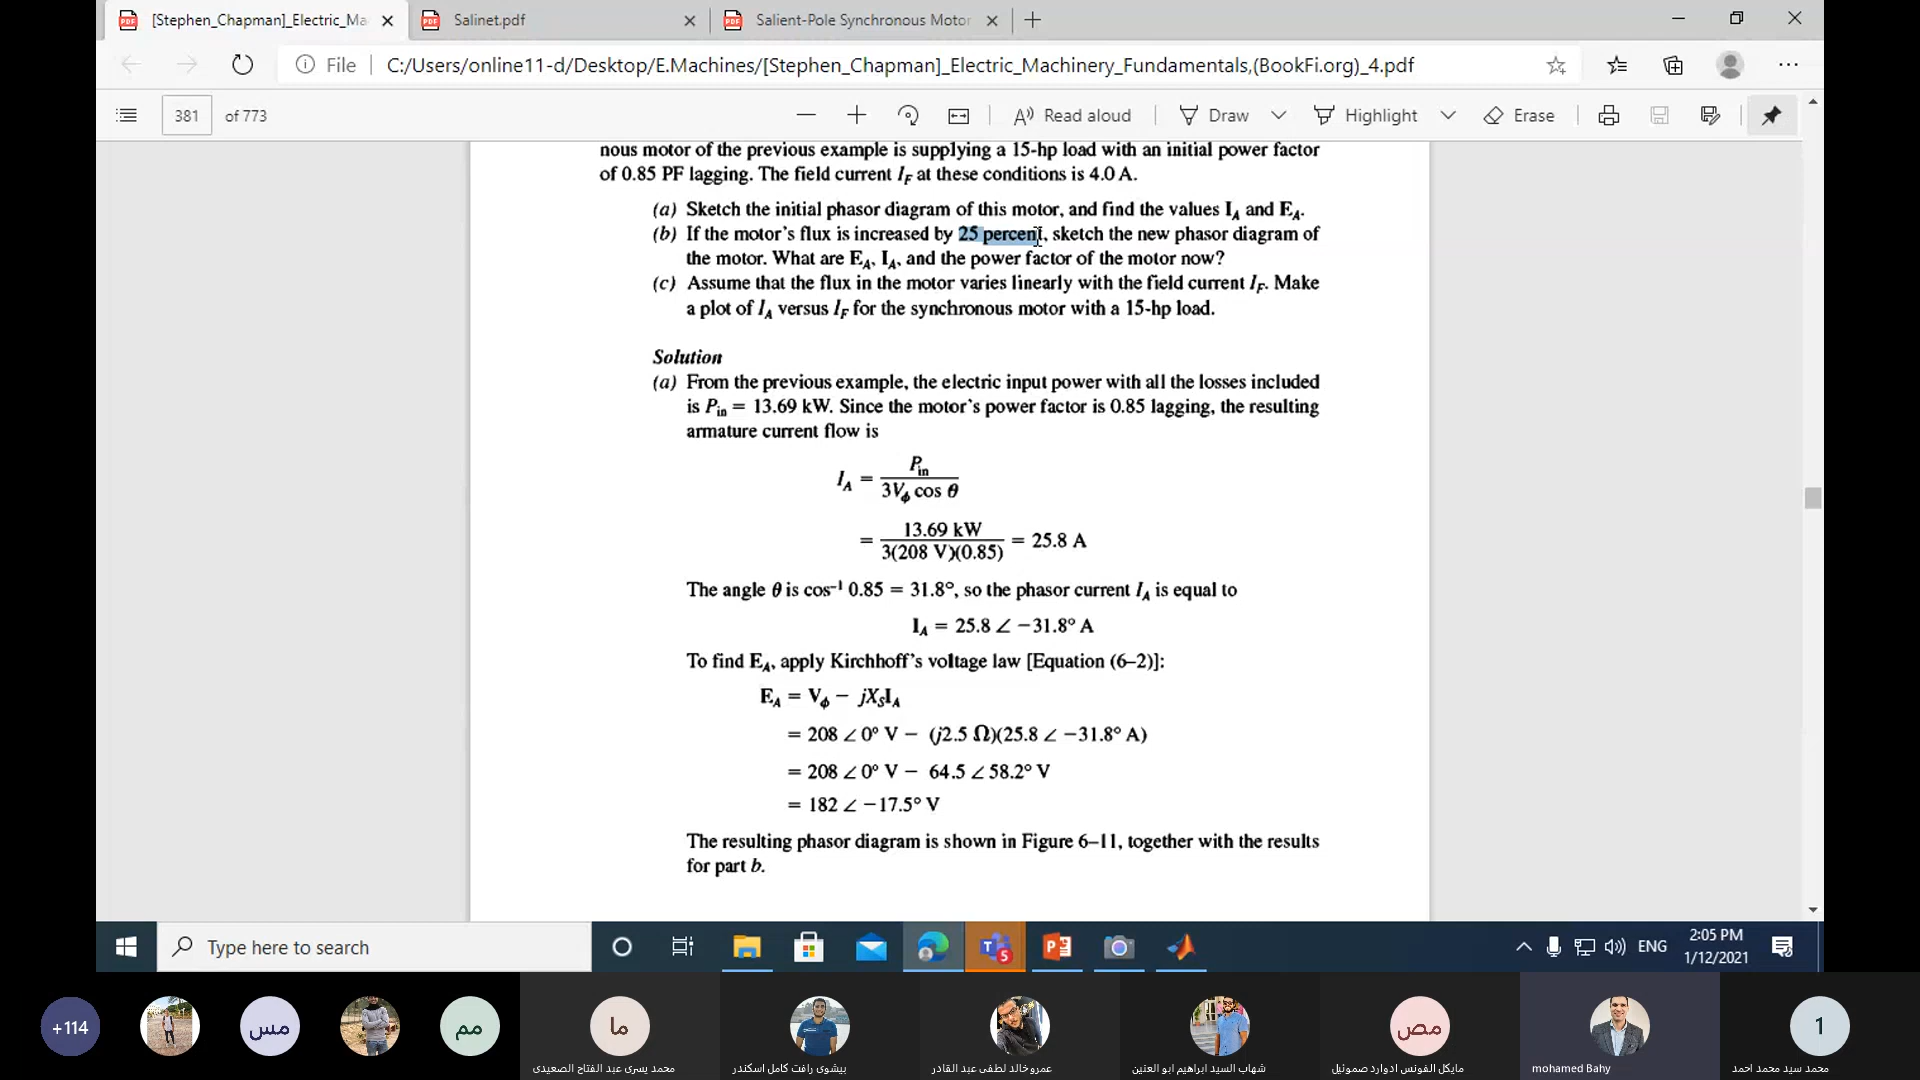 [Stephen_Chapman]_Electric_Ma
Salinet.pdf
Salient-Pole Synchronous Motor
File
C:/Users/online11-d/Desktop/E.Machines/[Stephen_Chapman]_Electric_Machinery_Fundamentals,(BookFi.org)_4.pdf
381 of 773
Read aloud
Draw
Highlight
Erase
nous motor of the previous example is supplying a 15-hp load with an initial power factor
of 0.85 PF lagging. The field current I_F at these conditions is 4.0 A.
(a) Sketch the initial phasor diagram of this motor, and find the values I_A and E_A.
(b) If the motor's flux is increased by 25 percent, sketch the new phasor diagram of
the motor. What are E_A, I_A, and the power factor of the motor now?
(c) Assume that the flux in the motor varies linearly with the field current I_F. Make
a plot of I_A versus I_F for the synchronous motor with a 15-hp load.
Solution
(a) From the previous example, the electric input power with all the losses included
is P_in = 13.69 kW. Since the motor's power factor is 0.85 lagging, the resulting
armature current flow is
I_A = P_in / 3V_ϕ cos θ
= 13.69 kW / 3(208 V)(0.85) = 25.8 A
The angle θ is cos⁻¹ 0.85 = 31.8°, so the phasor current I_A is equal to
I_A = 25.8 ∠ −31.8° A
To find E_A, apply Kirchhoff's voltage law [Equation (6–2)]:
E_A = V_ϕ − jX_S I_A
= 208 ∠ 0° V − (j2.5 Ω)(25.8 ∠ −31.8° A)
= 208 ∠ 0° V − 64.5 ∠ 58.2° V
= 182 ∠ −17.5° V
The resulting phasor diagram is shown in Figure 6–11, together with the results
for part b.
Type here to search
5
ENG
2:05 PM
1/12/2021
+114
مس
مم
ما
مص
1
محمد يسرى عبد الفتاح الصعيدى
بيشوى رافت كامل اسكندر
عمروخالد لطفى عبد القادر
شهاب السيد ابراهيم ابو العنين
مايكل الفونس ادوارد صموئيل
mohamed Bahy
محمد سيد محمد احمد